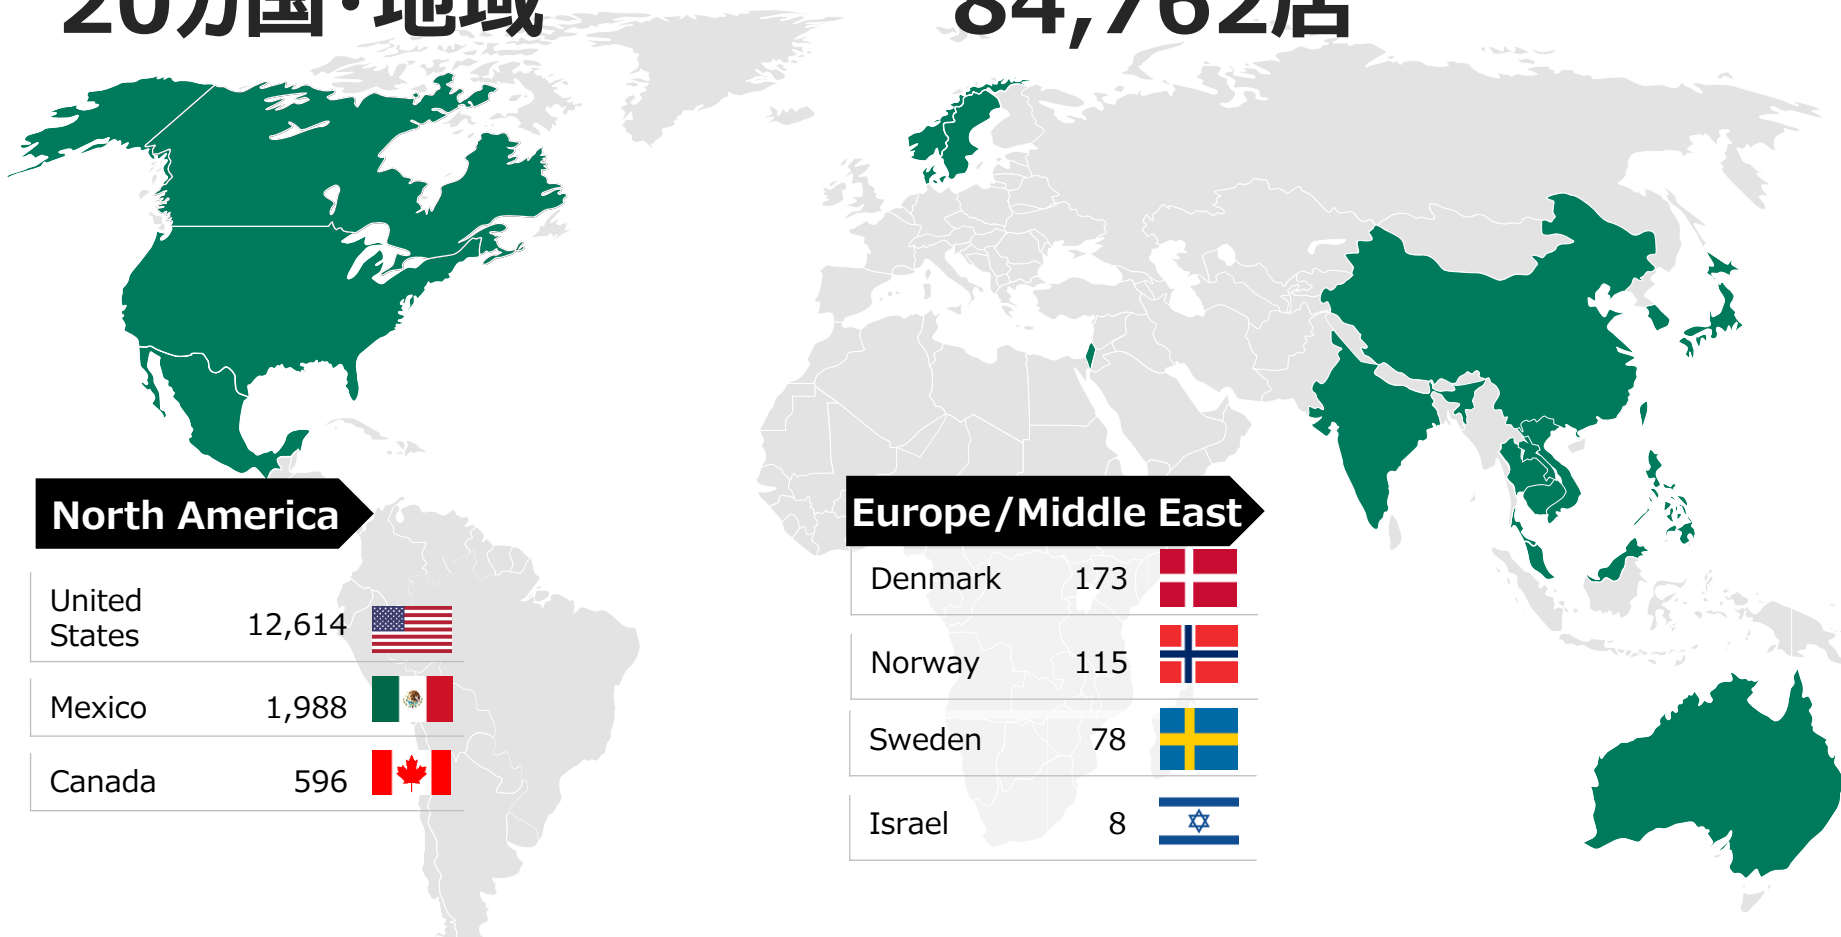 20カ国・地域
84,762店
North America
United
States
12,614
Mexico 1,988
Canada 596
Europe/Middle East
Denmark 173
Norway 115
Sweden 78
Israel 8